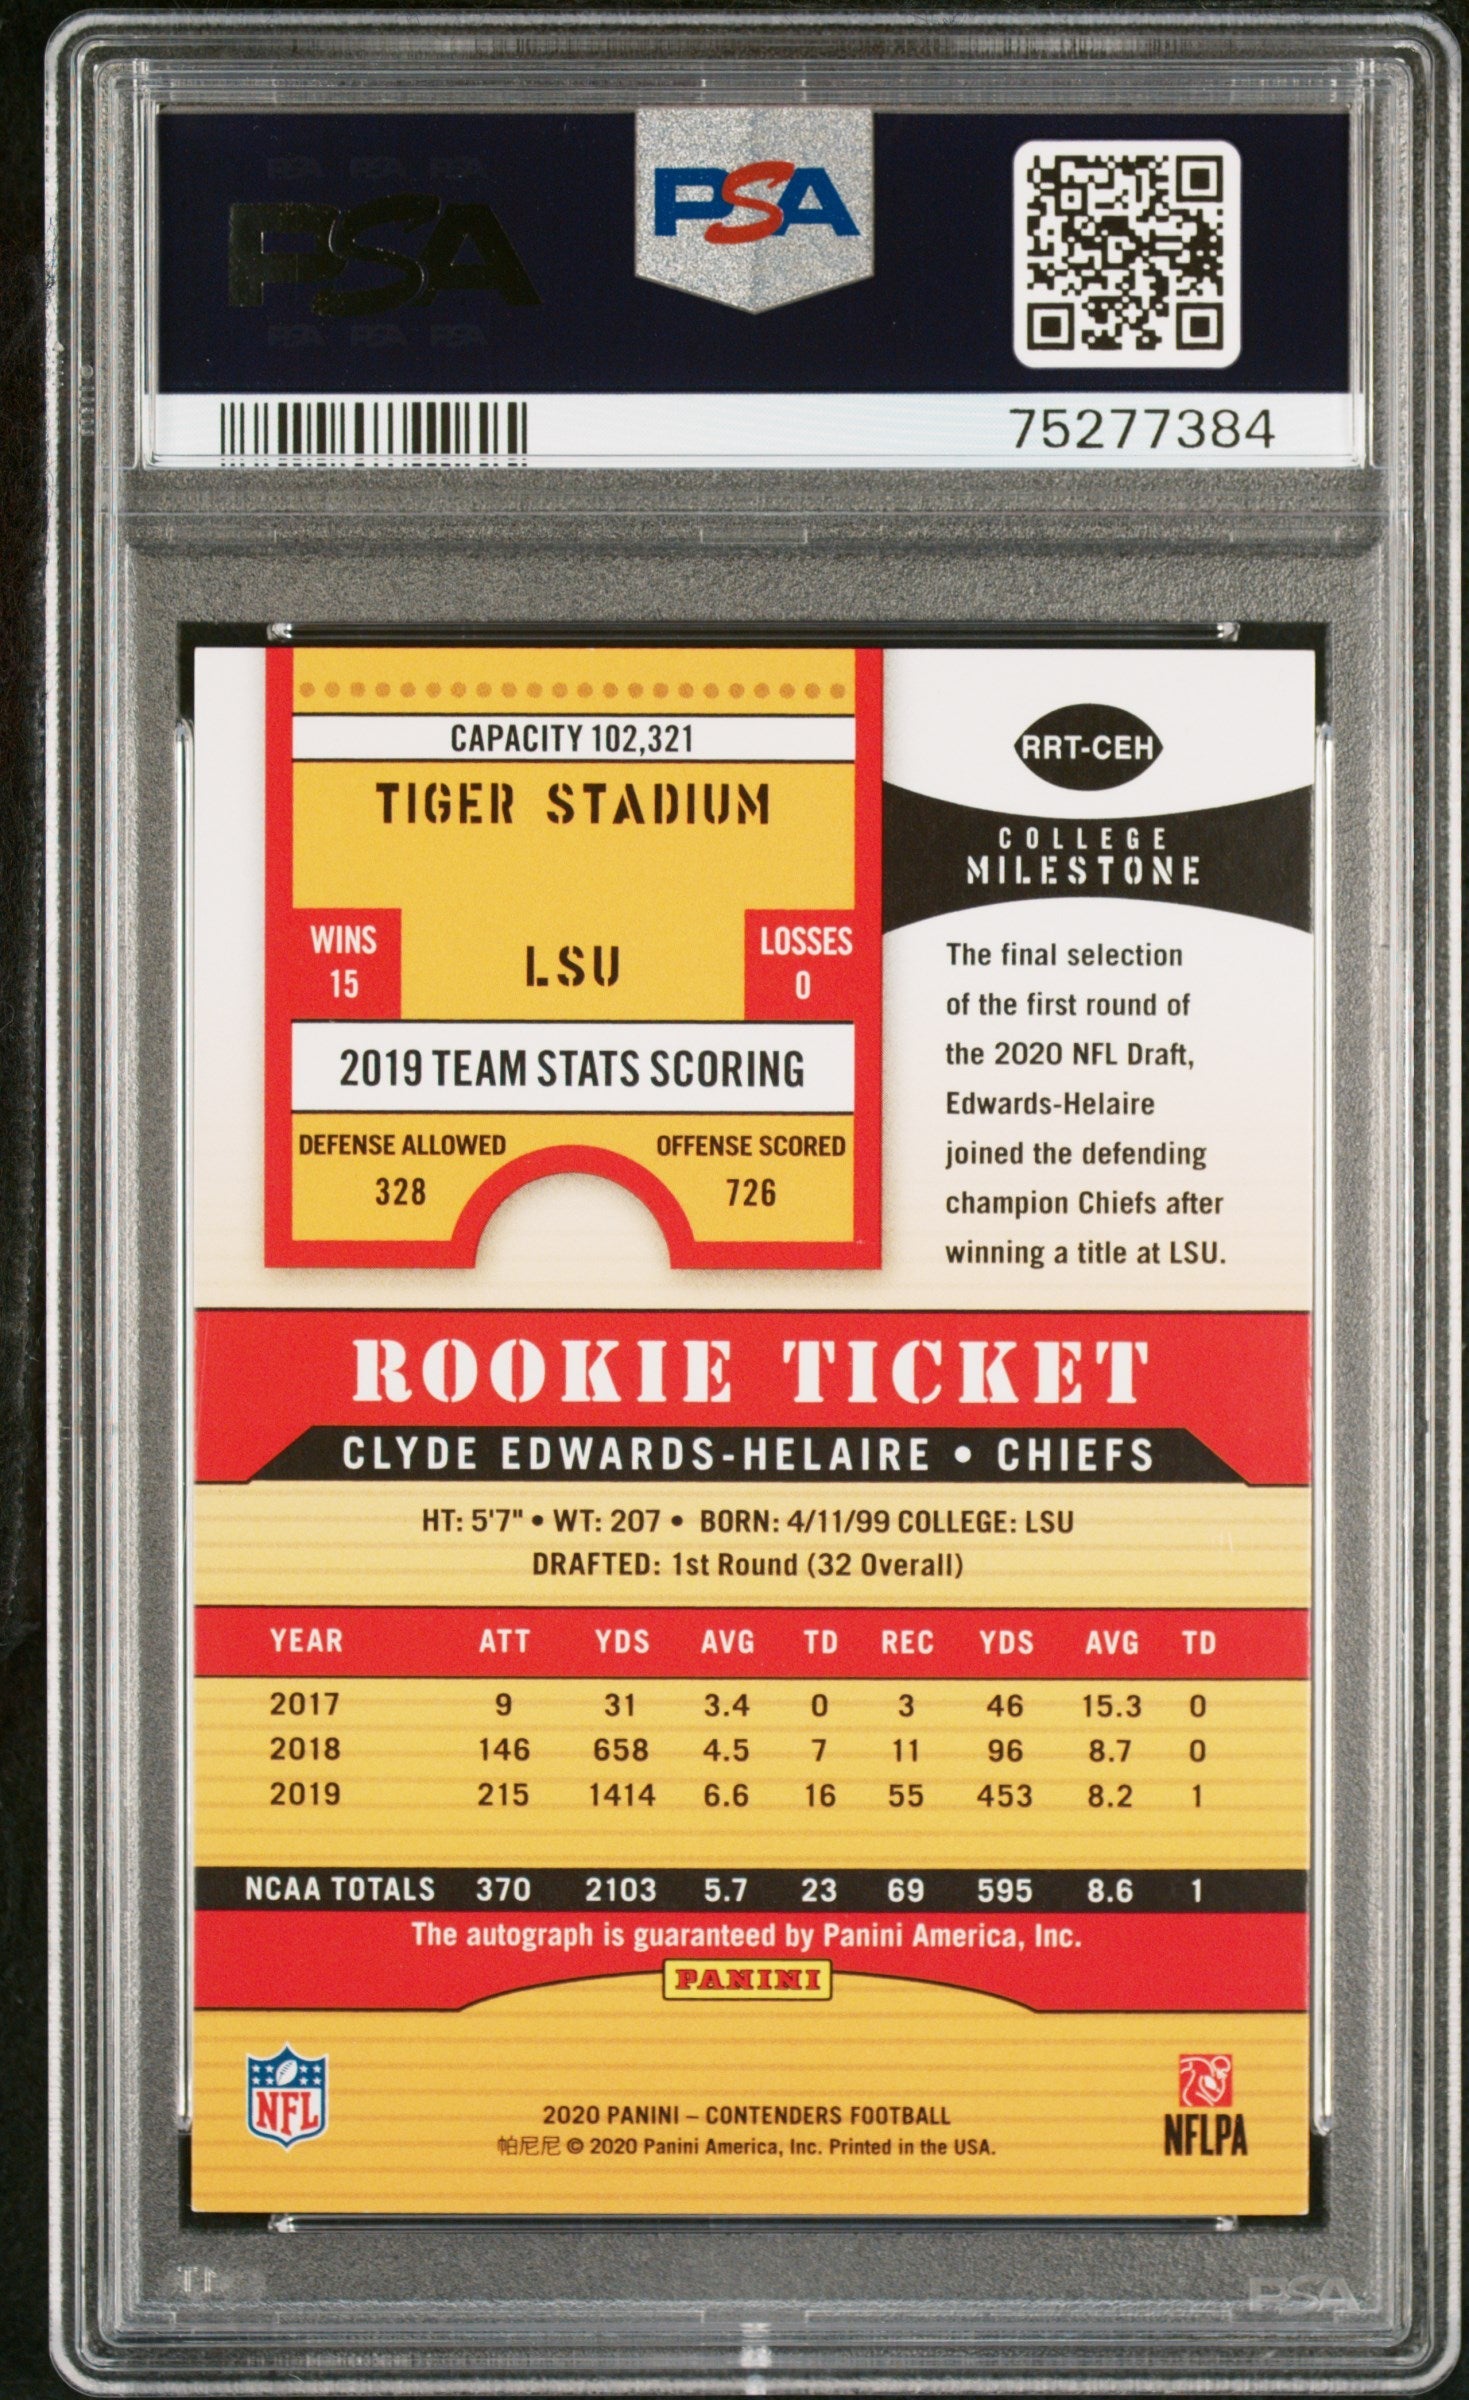 PSA PSA PSA
PSA
PSA PSA PSA
PSA
75277384
CAPACITY 102,321
TIGER STADIUM
WINS
15
LSU
LOSSES
0
2019 TEAM STATS SCORING
DEFENSE ALLOWED
328
OFFENSE SCORED
726
RRT-CEH
COLLEGE
MILESTONE
The final selection
of the first round of
the 2020 NFL Draft,
Edwards-Helaire
joined the defending
champion Chiefs after
winning a title at LSU.
ROOKIE TICKET
CLYDE EDWARDS-HELAIRE • CHIEFS
HT: 5'7" • WT: 207 • BORN: 4/11/99 COLLEGE: LSU
DRAFTED: 1st Round (32 Overall)
YEAR ATT YDS AVG TD REC YDS AVG TD
2017 9 31 3.4 0 3 46 15.3 0
2018 146 658 4.5 7 11 96 8.7 0
2019 215 1414 6.6 16 55 453 8.2 1
NCAA TOTALS 370 2103 5.7 23 69 595 8.6 1
The autograph is guaranteed by Panini America, Inc.
PANINI
NFL
2020 PANINI – CONTENDERS FOOTBALL
帕尼尼 © 2020 Panini America, Inc. Printed in the USA.
NFLPA
PSA